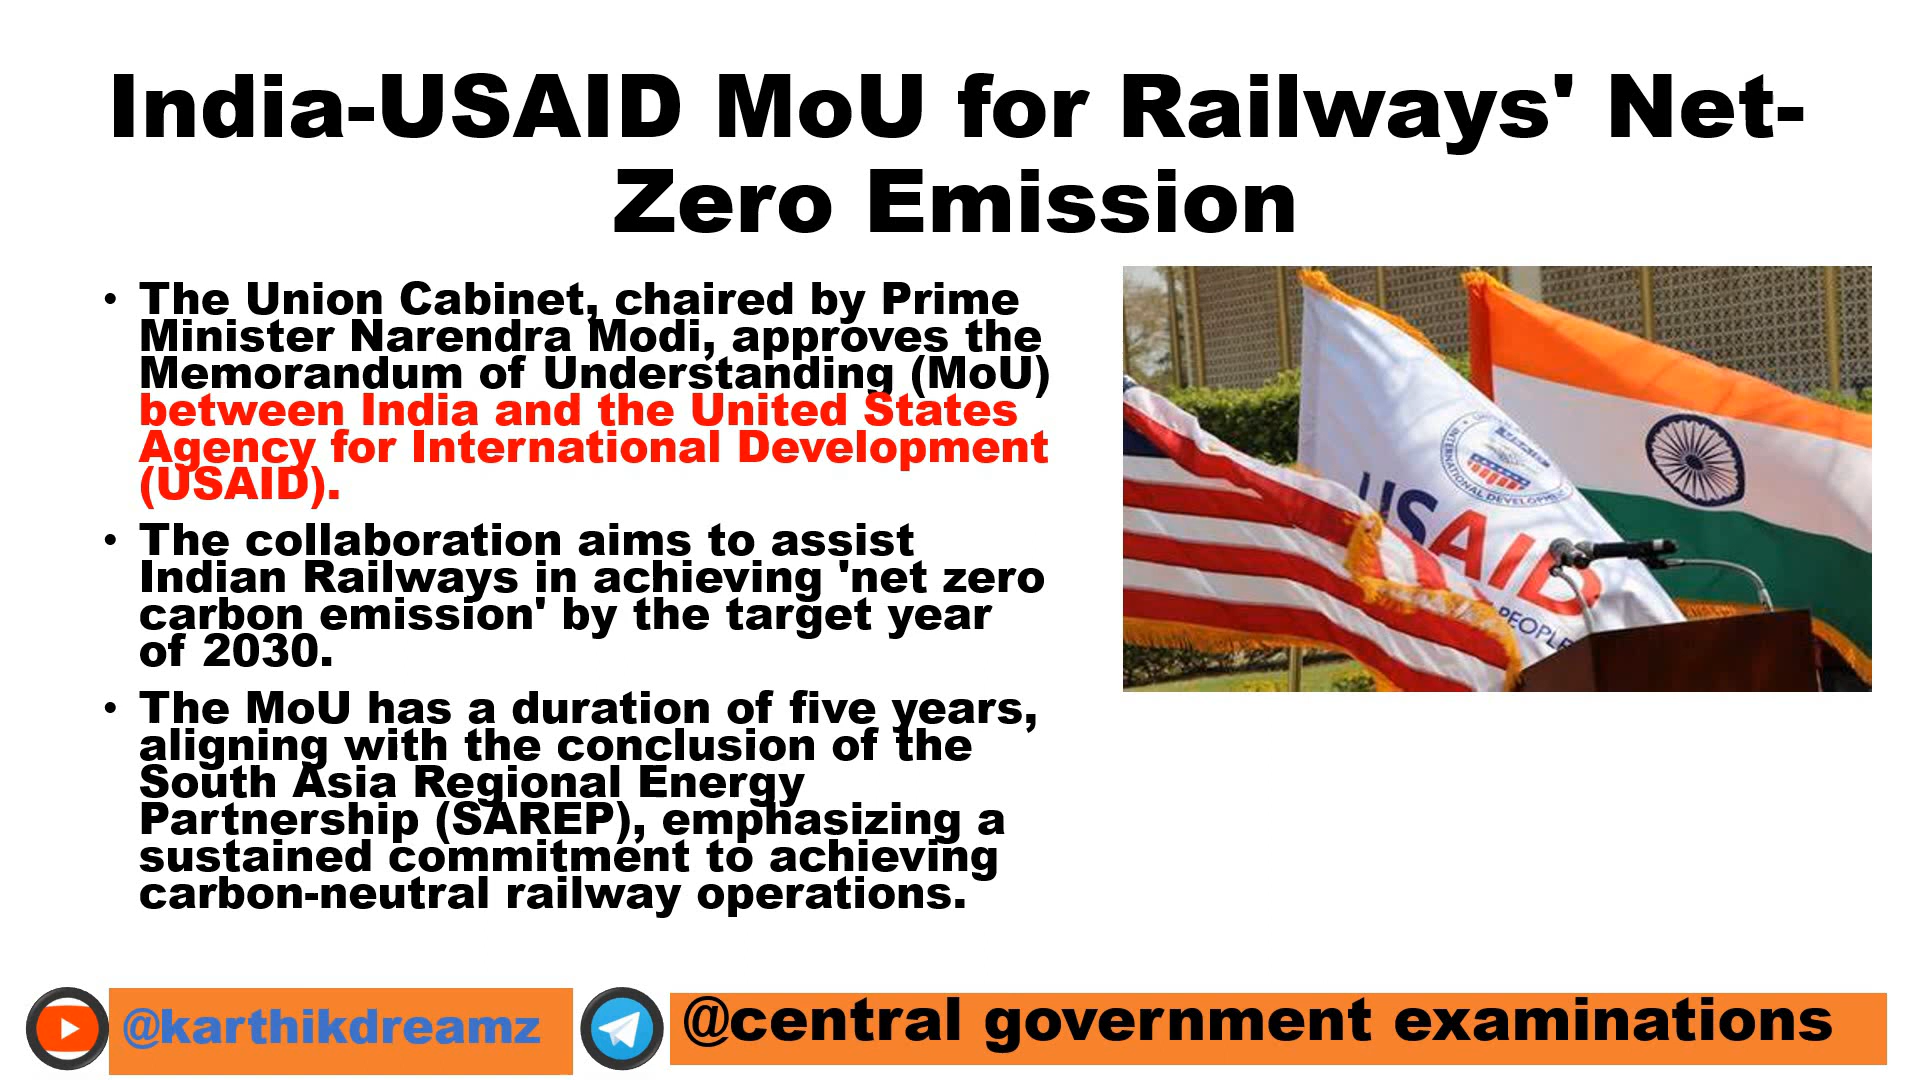 India-USAID MoU for Railways' Net-
Zero Emission
• The Union Cabinet, chaired by Prime
Minister Narendra Modi, approves the
Memorandum of Understanding (MoU)
between India and the United States
Agency for International Development
(USAID).
• The collaboration aims to assist
Indian Railways in achieving 'net zero
carbon emission' by the target year
of 2030.
• The MoU has a duration of five years,
aligning with the conclusion of the
South Asia Regional Energy
Partnership (SAREP), emphasizing a
sustained commitment to achieving
carbon-neutral railway operations.
INTERNATIONAL DEVELOPMENT
USAID
PEOPLE
@karthikdreamz
@central government examinations